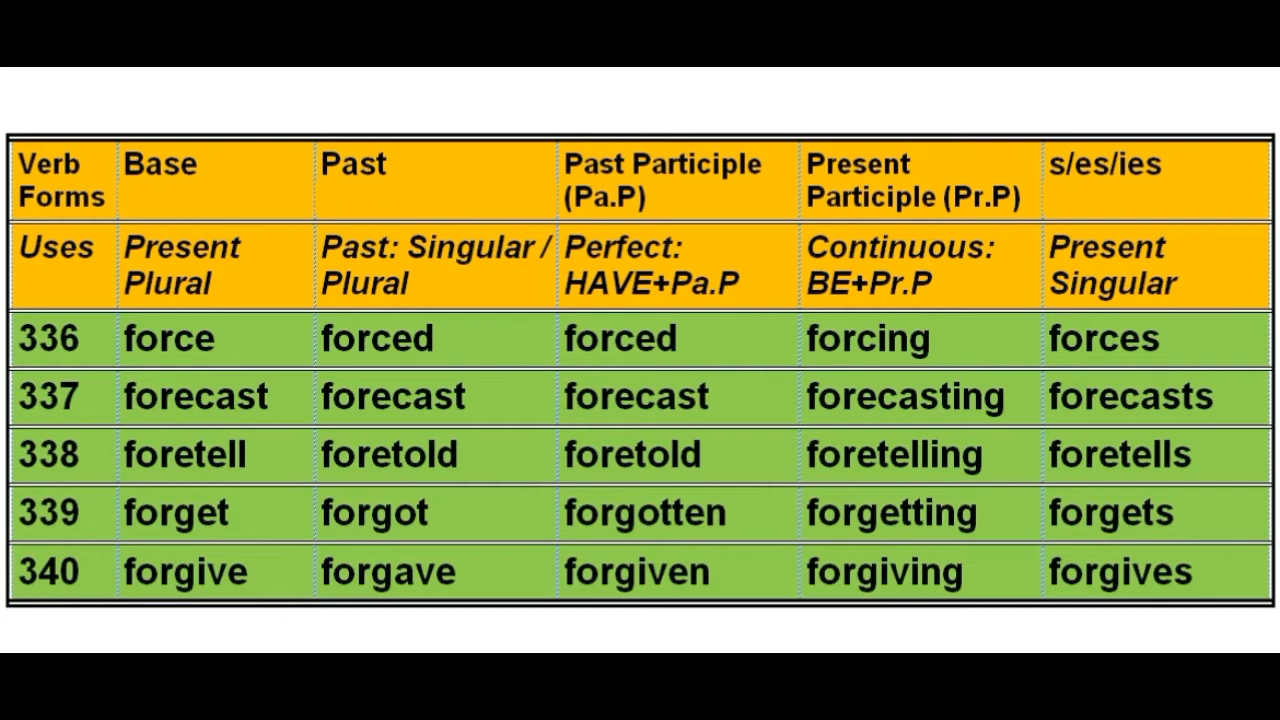 Verb Forms Base Past Past Participle (Pa.P) Present Participle (Pr.P) s/es/ies
Uses Present Plural Past: Singular / Plural Perfect: HAVE+Pa.P Continuous: BE+Pr.P Present Singular
336 force forced forced forcing forces
337 forecast forecast forecast forecasting forecasts
338 foretell foretold foretold foretelling foretells
339 forget forgot forgotten forgetting forgets
340 forgive forgave forgiven forgiving forgives